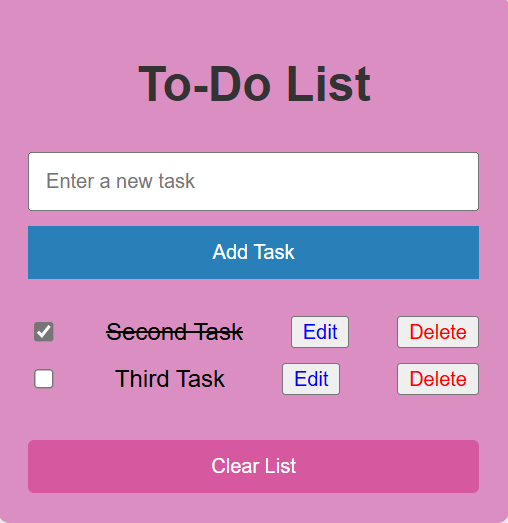 To-Do List
Enter a new task
Add Task
Second Task Edit Delete
Third Task Edit Delete
Clear List